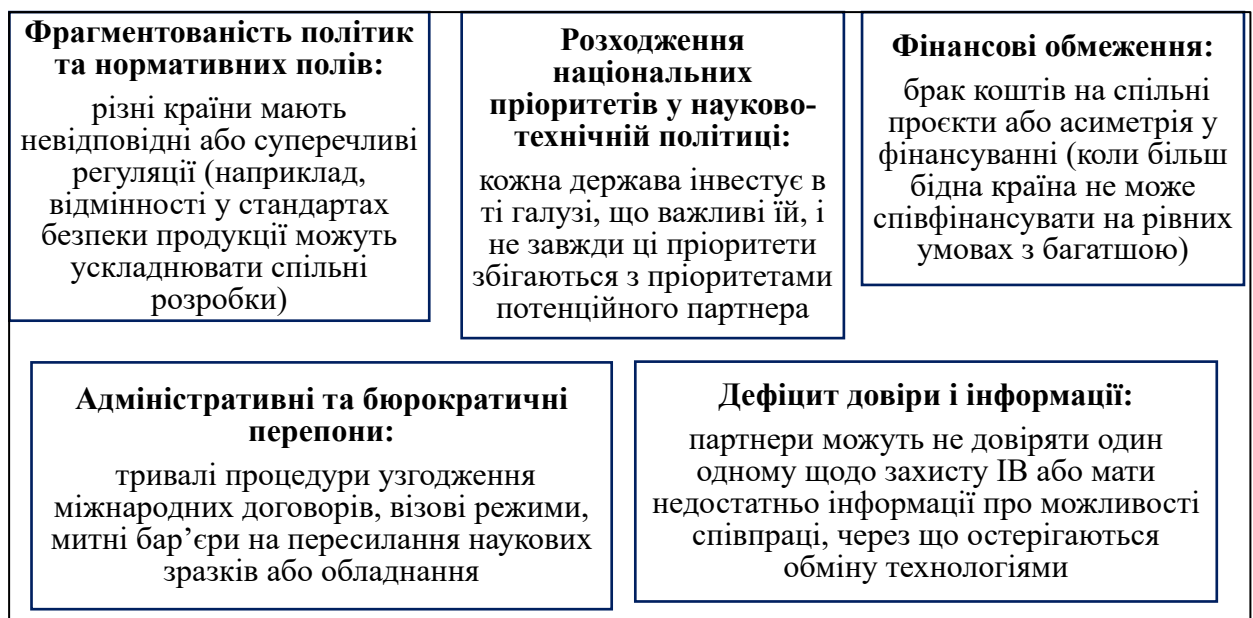 Фрагментованість політик
та нормативних полів:
різні країни мають
невідповідні або суперечливі
регуляції (наприклад,
відмінності у стандартах
безпеки продукції можуть
ускладнювати спільні
розробки)
Розходження
національних
пріоритетів у науково-
технічній політиці:
кожна держава інвестує в
ті галузі, що важливі їй, і
не завжди ці пріоритети
збігаються з пріоритетами
потенційного партнера
Фінансові обмеження:
брак коштів на спільні
проєкти або асиметрія у
фінансуванні (коли більш
бідна країна не може
співфінансувати на рівних
умовах з багатшою)
Адміністративні та бюрократичні
перепони:
тривалі процедури узгодження
міжнародних договорів, візові режими,
митні бар’єри на пересилання наукових
зразків або обладнання
Дефіцит довіри і інформації:
партнери можуть не довіряти один
одному щодо захисту ІВ або мати
недостатньо інформації про можливості
співпраці, через що остерігаються
обміну технологіями